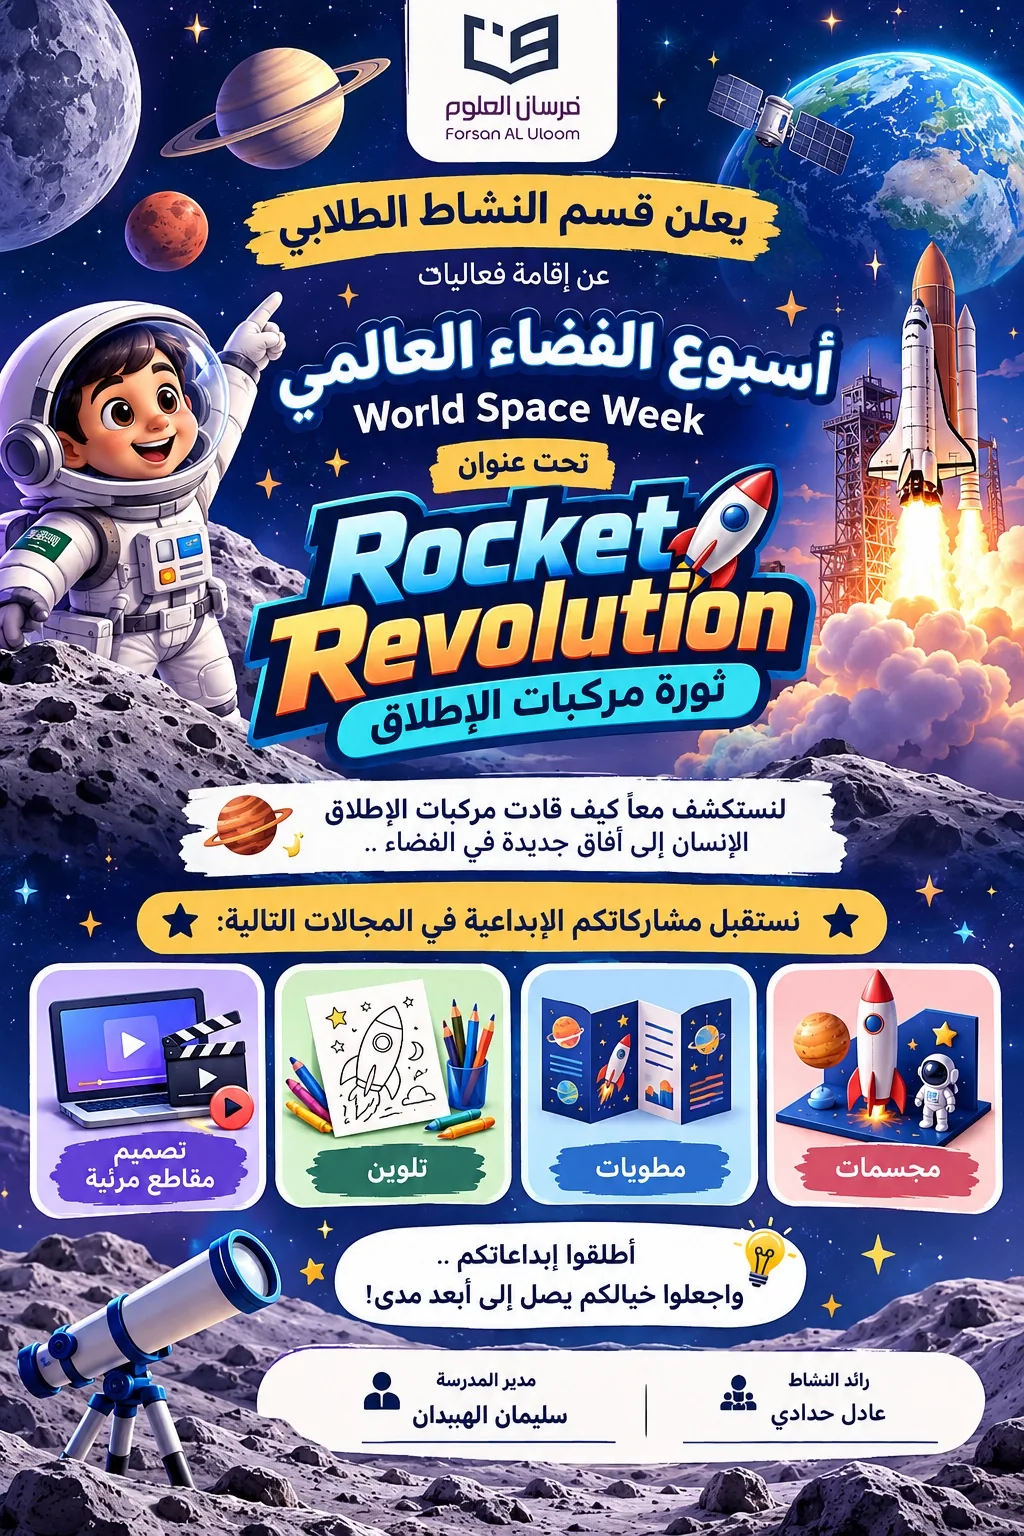 فرسان العلوم
Forsan AL Uloom
يعلن قسم النشاط الطلابي
عن إقامة فعاليات
أسبوع الفضاء العالمي
World Space Week
تحت عنوان
Rocket
Revolution
ثورة مركبات الإطلاق
لنستكشف معاً كيف قادت مركبات الإطلاق
الإنسان إلى أفاق جديدة في الفضاء ..
نستقبل مشاركاتكم الإبداعية في المجالات التالية:
مجسمات
مطويات
تلوين
تصميم
مقاطع مرئية
أطلقوا إبداعاتكم ..
واجعلوا خيالكم يصل إلى أبعد مدى!
رائد النشاط
عادل حدادي
مدير المدرسة
سليمان الهبدان